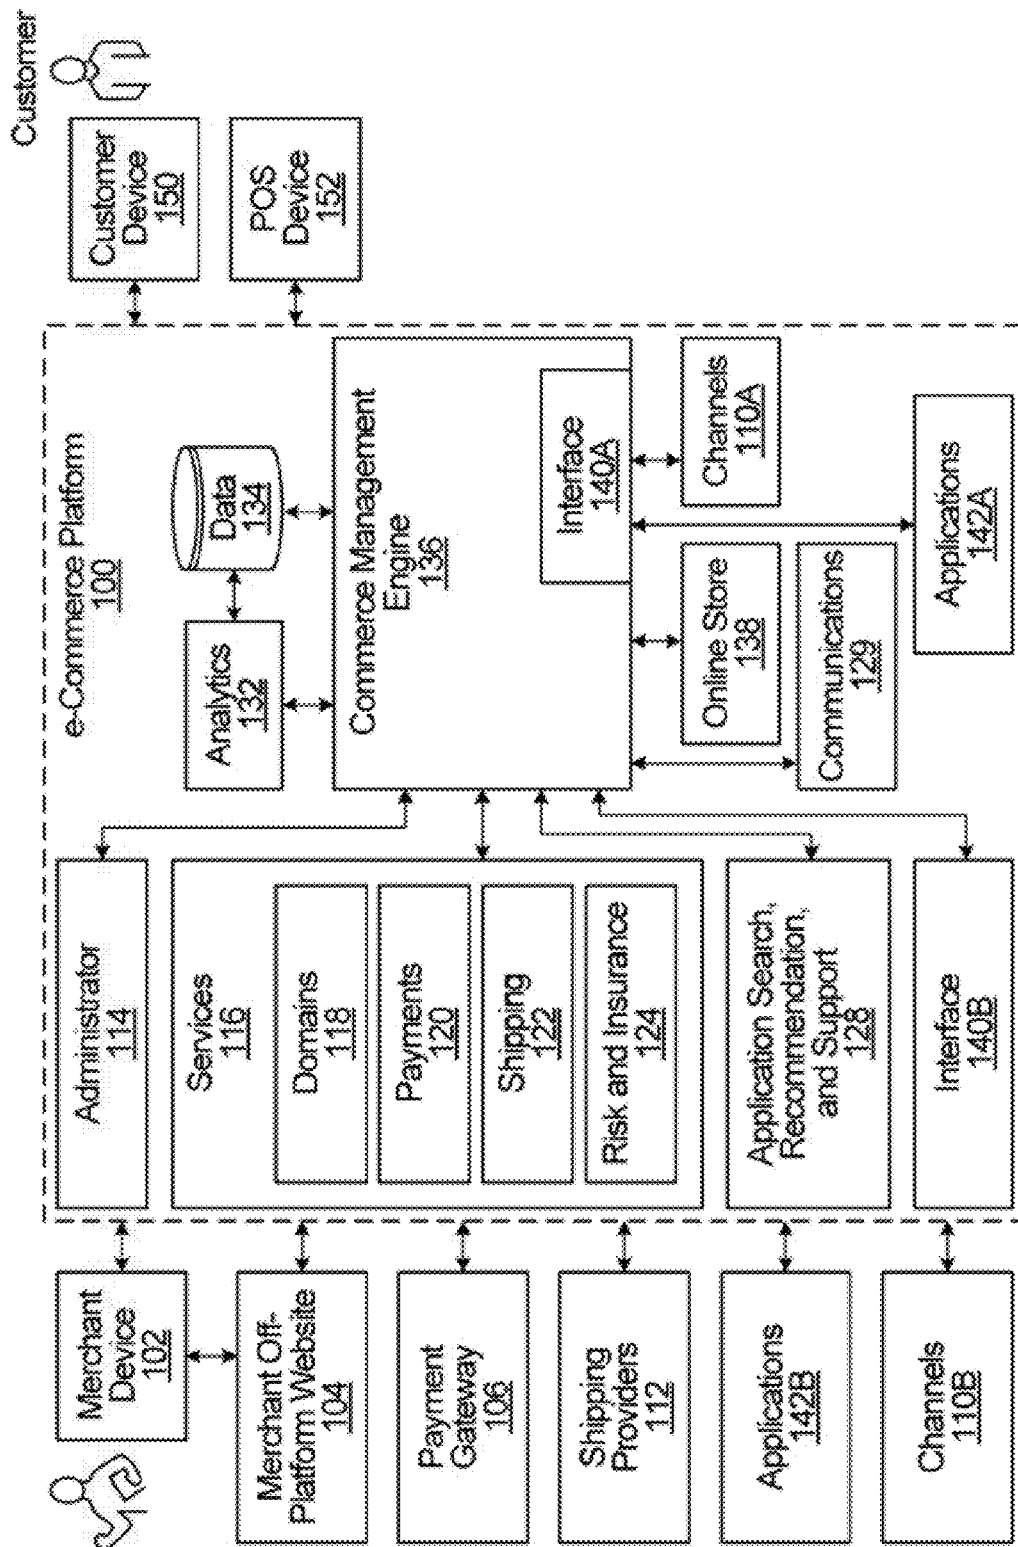 Customer
Customer
Device
150
POS
Device
152
e-Commerce Platform
100
Data
134
Analytics
132
Commerce Management
Engine
136
Interface
140A
Channels
110A
Online Store
138
Communications
129
Applications
142A
Administrator
114
Services
116
Domains
118
Payments
120
Shipping
122
Risk and Insurance
124
Application Search,
Recommendation,
and Support
128
Interface
140B
Merchant
Device
102
Merchant Off-
Platform Website
104
Payment
Gateway
106
Shipping
Providers
112
Applications
142B
Channels
110B